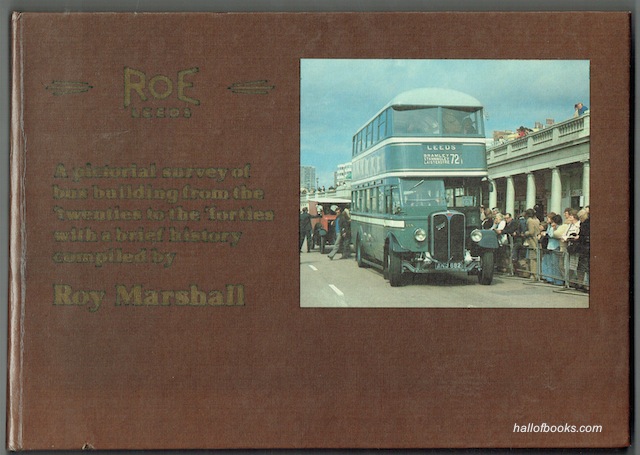 ROE
LEEDS
A pictorial survey of
bus building from the
Twenties to the Forties
with a brief history
compiled by
Roy Marshall
LEEDS
BRAMLEY
72
hallofbooks.com